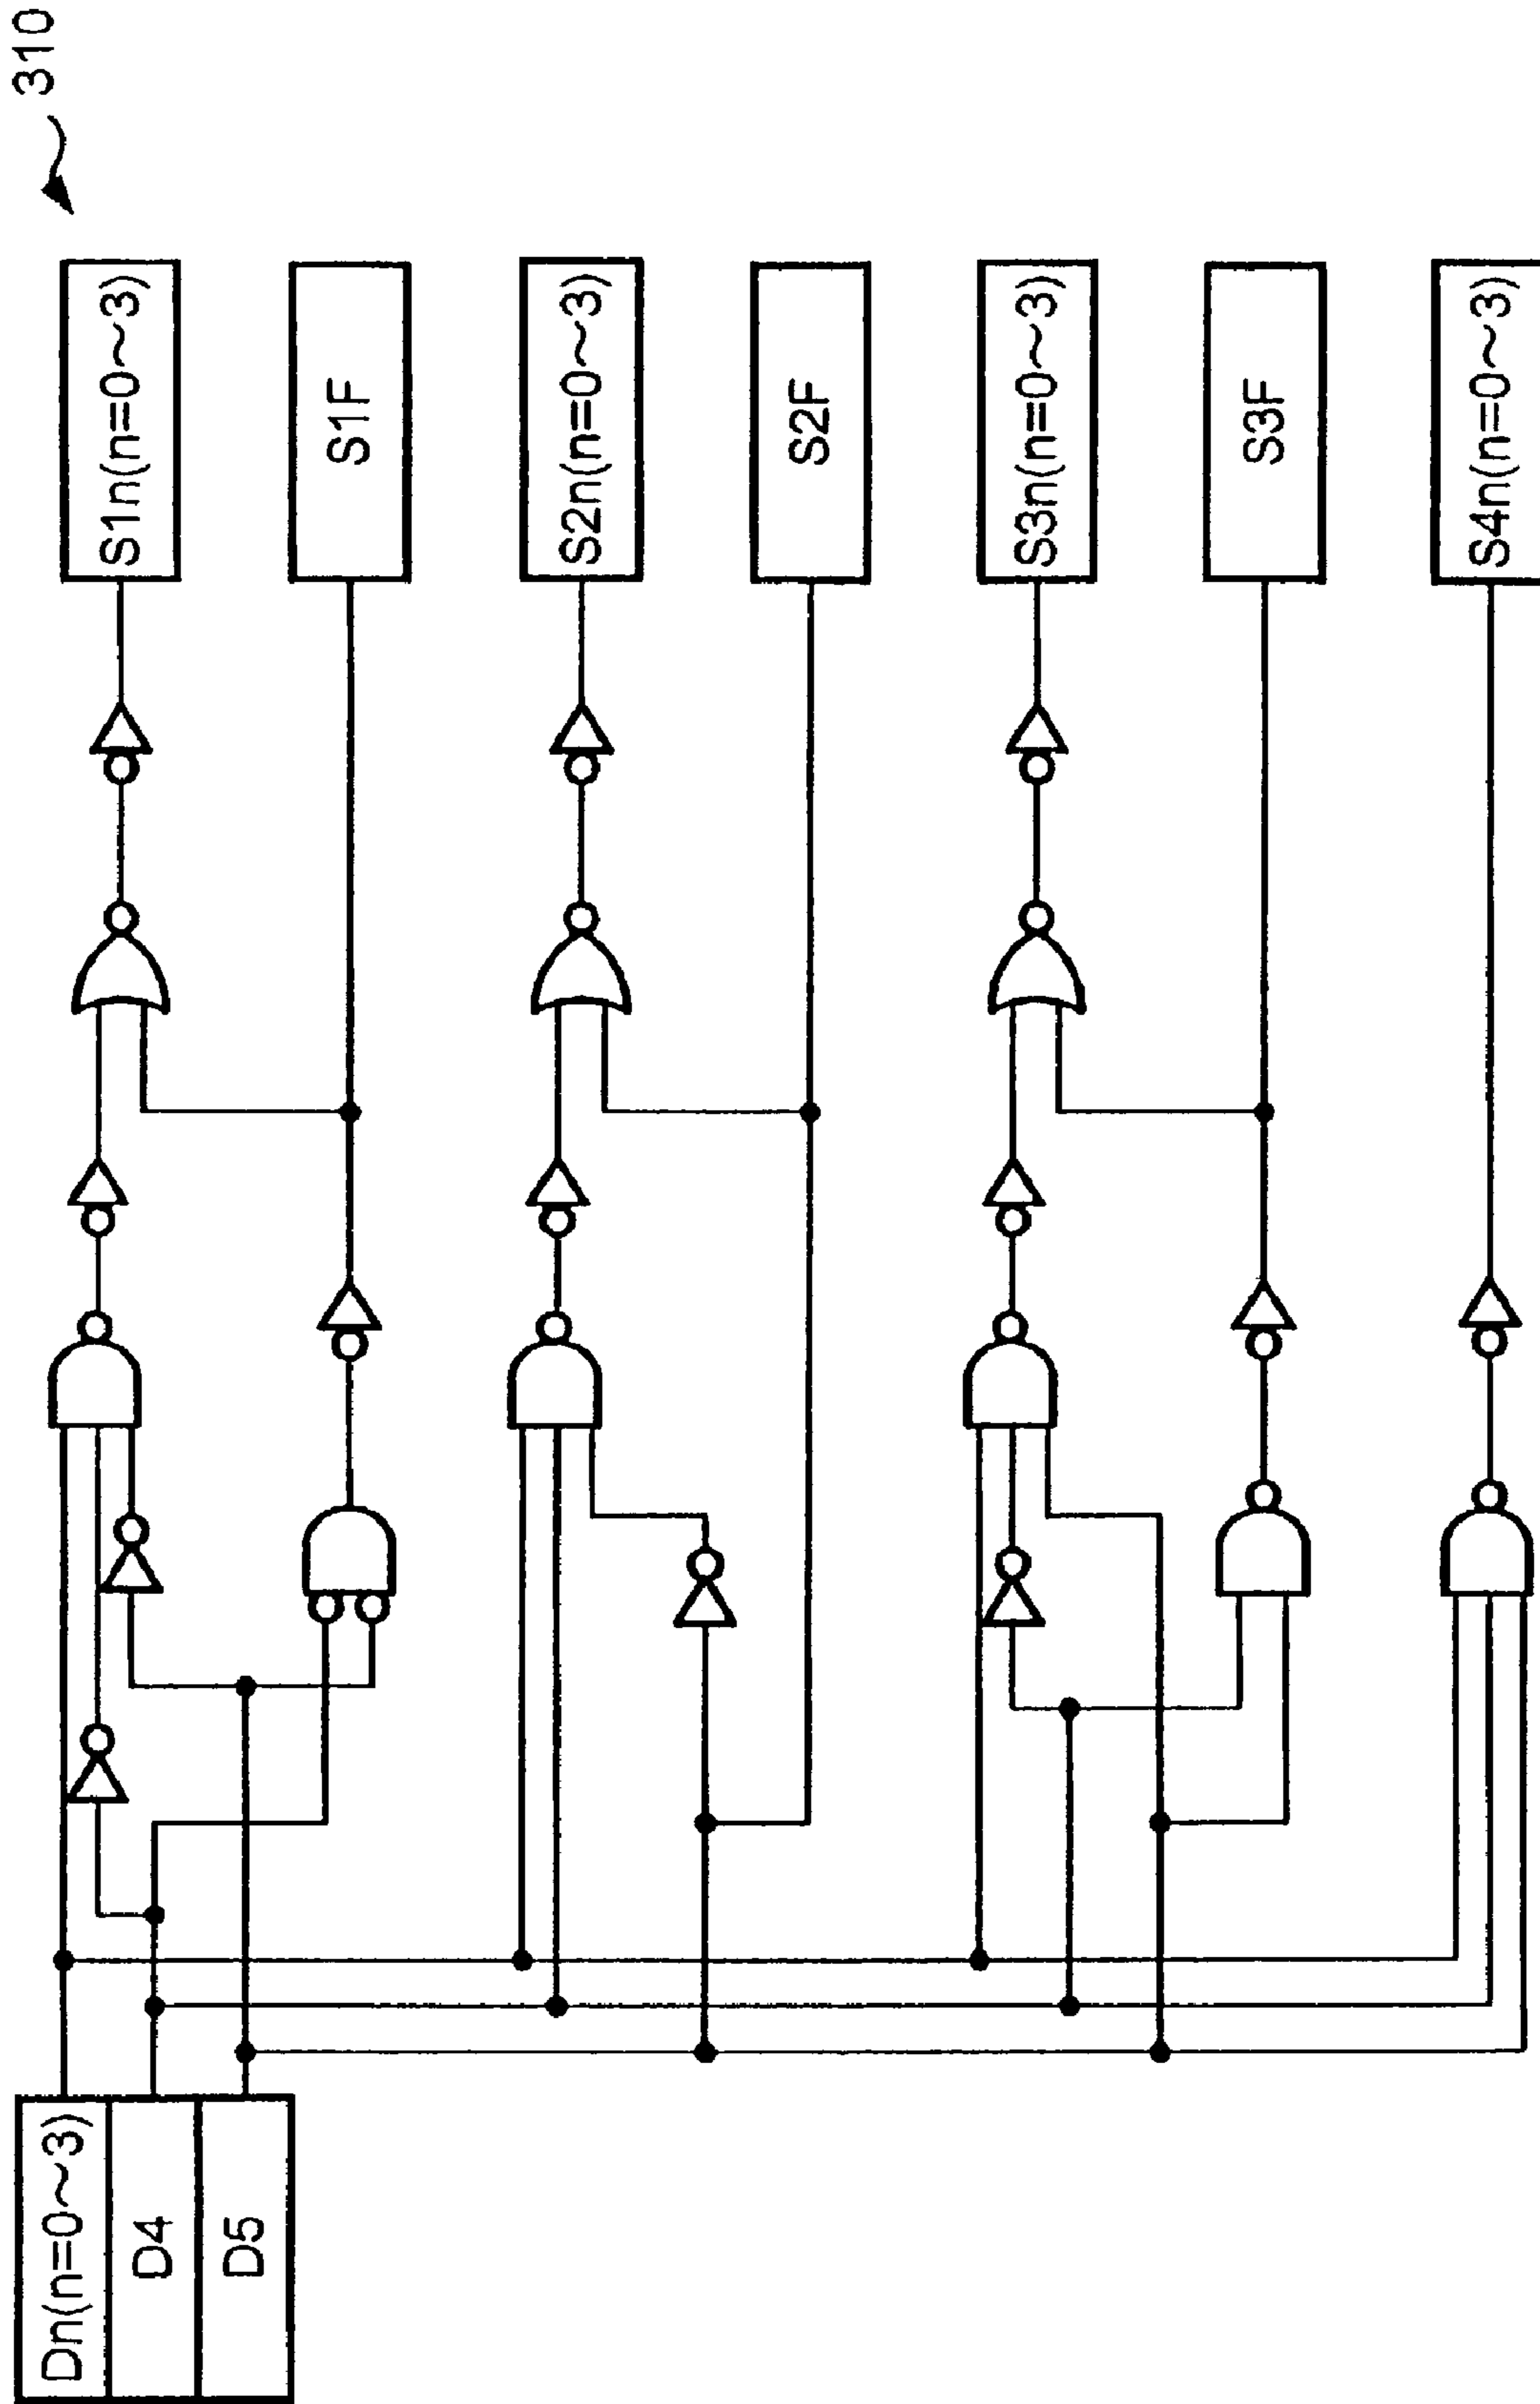 310
Dn(n=0~3)
D4
D5
S1n(n=0~3)
S1F
S2n(n=0~3)
S2F
S3n(n=0~3)
S3F
S4n(n=0~3)